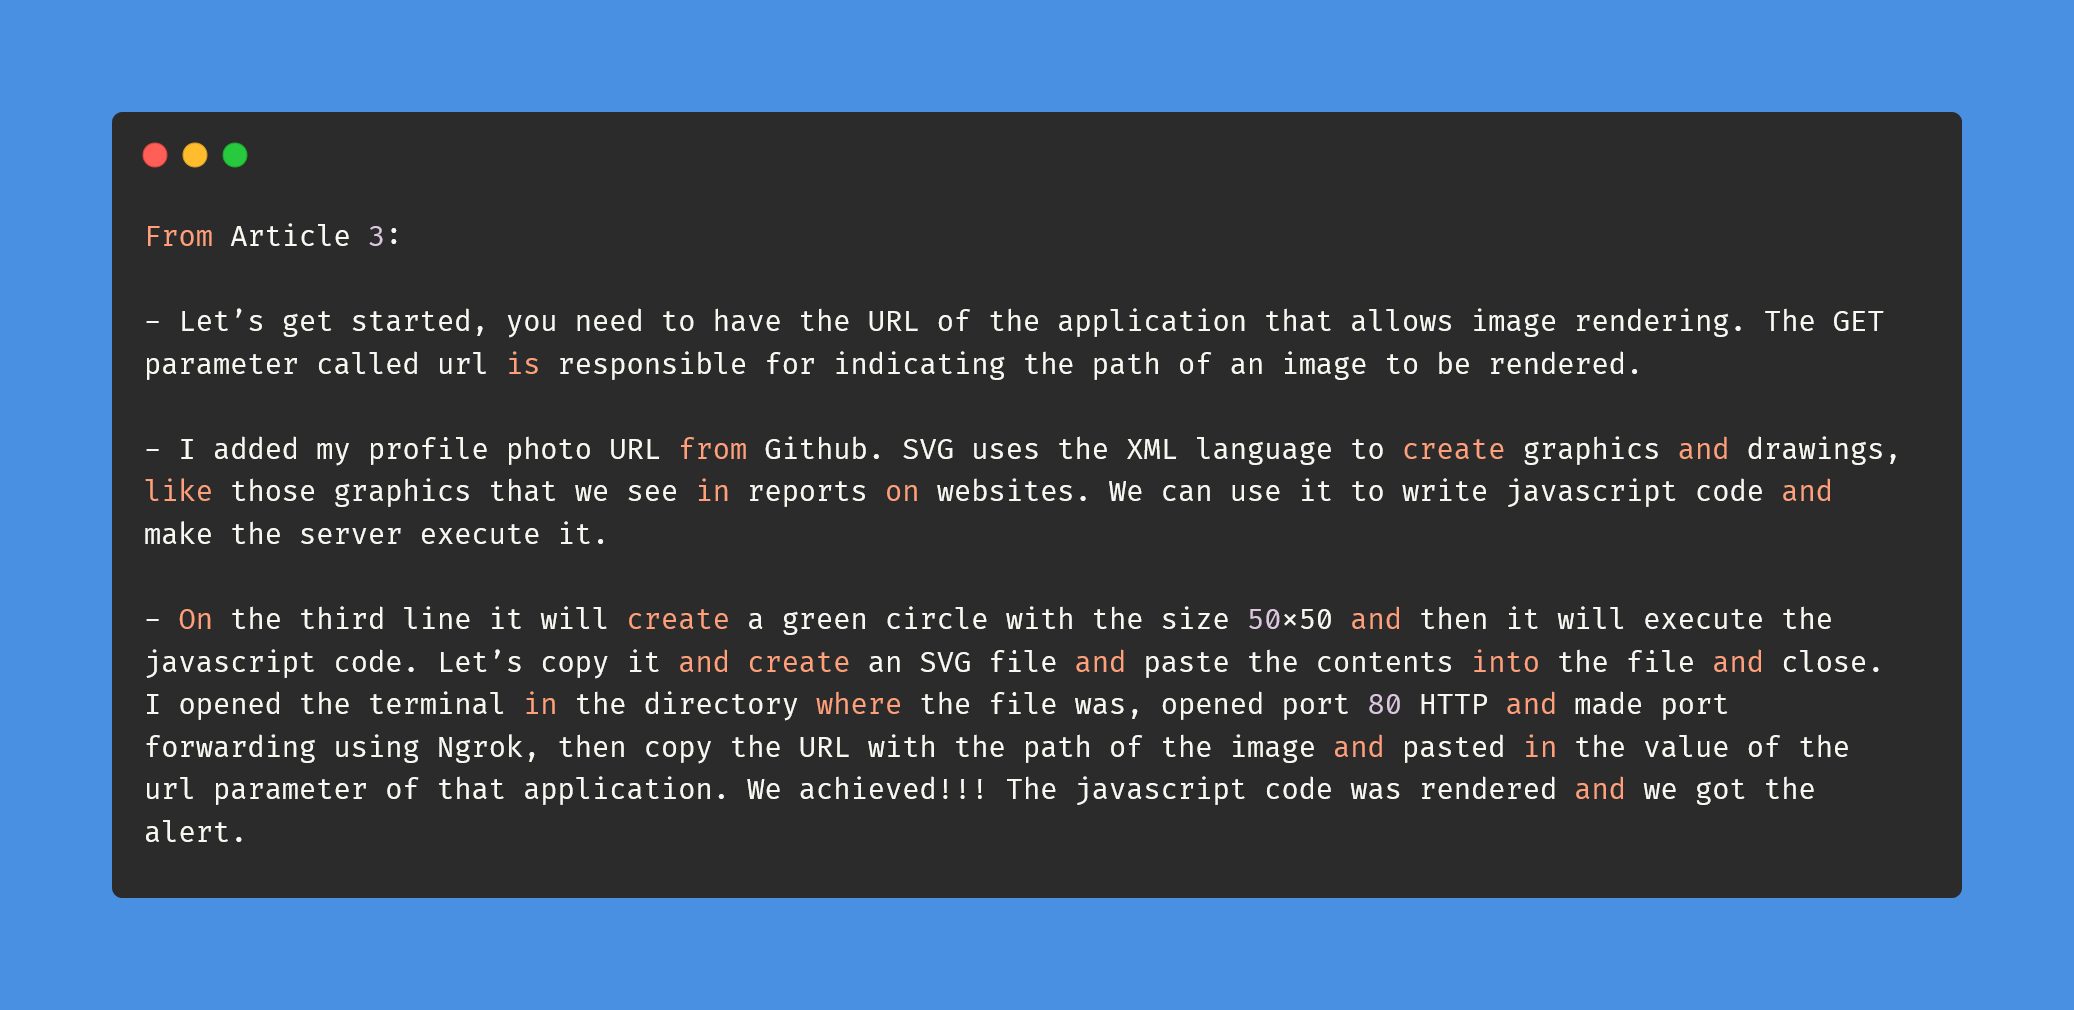 From Article 3:
- Let’s get started, you need to have the URL of the application that allows image rendering. The GET
parameter called url is responsible for indicating the path of an image to be rendered.
- I added my profile photo URL from Github. SVG uses the XML language to create graphics and drawings,
like those graphics that we see in reports on websites. We can use it to write javascript code and
make the server execute it.
- On the third line it will create a green circle with the size 50×50 and then it will execute the
javascript code. Let’s copy it and create an SVG file and paste the contents into the file and close.
I opened the terminal in the directory where the file was, opened port 80 HTTP and made port
forwarding using Ngrok, then copy the URL with the path of the image and pasted in the value of the
url parameter of that application. We achieved!!! The javascript code was rendered and we got the
alert.